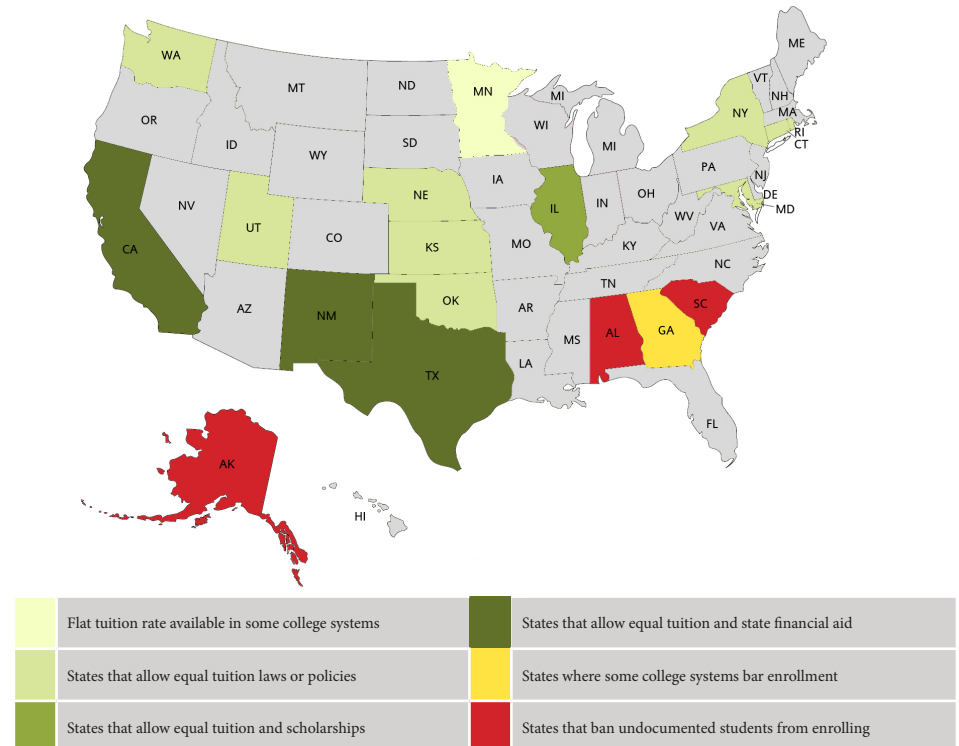 WA
MT
ND
MN
ME
VT
NH
MA
RI
CT
OR
ID
WY
SD
WI
MI
MI
NY
NV
UT
CO
NE
IA
IL
IN
OH
PA
NJ
DE
MD
CA
KS
MO
KY
WV
VA
AZ
NM
OK
AR
TN
NC
SC
TX
LA
MS
AL
GA
FL
AK
HI
Flat tuition rate available in some college systems
States that allow equal tuition laws or policies
States that allow equal tuition and scholarships
States that allow equal tuition and state financial aid
States where some college systems bar enrollment
States that ban undocumented students from enrolling